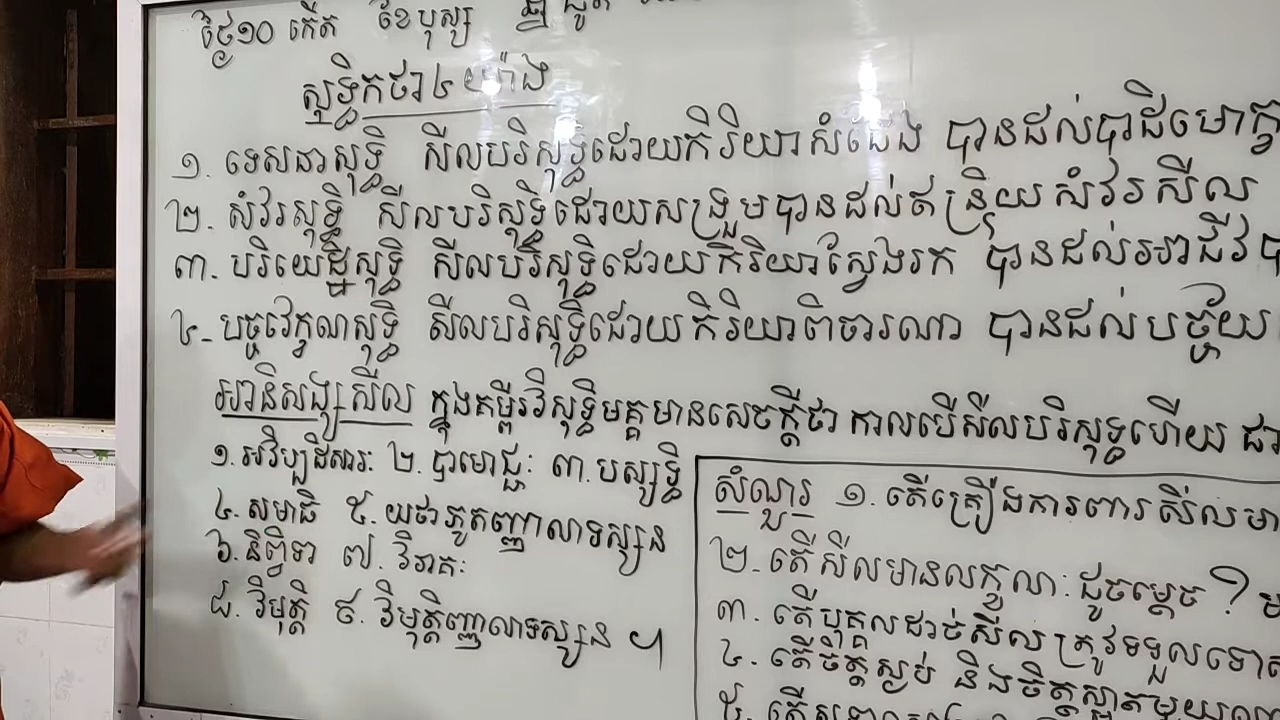 ថ្ងៃ១០ កើត ខែបុស្ស ឆ្នាំ
សុទ្ធិកថា៤យ៉ាង
១. ទេសនាសុទ្ធិ សីលបរិសុទ្ធិដោយកិរិយាសំដែង បានដល់បាដិមោក្ខ
២. សំវរសុទ្ធិ សីលបរិសុទ្ធិដោយសង្រួមបានដល់ឥន្ទ្រិយសំវរសីល
៣. បរិយេដ្ឋិសុទ្ធិ សីលបរិសុទ្ធិដោយកិរិយាស្វែងរក បានដល់អាជីវ
៤. បច្ចវេក្ខណសុទ្ធិ សីលបរិសុទ្ធិដោយកិរិយាពិចារណា បានដល់បច្ច័យ
អានិសង្ឃសីល ក្នុងគម្ពីរវិសុទ្ធិមគ្គមានសេចក្តីថា កាលបើសីលបរិសុទ្ធហើយ
១. អវិប្បដិសារៈ ២. បាមោជ្ជៈ ៣. បស្សទ្ធិ
៤. សមាធិ ៥. យថាភូតញ្ញាណទស្សន
៦. និព្វិទា ៧. វិរាគៈ
៨. វិមុត្តិ ៩. វិមុត្តិញ្ញាណទស្សន ។
សំណួរ ១. តើគ្រឿងការពារសីលមាន
២. តើសីលមានលក្ខណៈដូចម្តេច ?
៣. តើបុគ្គលដាច់សីលត្រូវទទួលទោស
៤. តើចិត្តស្ងប់ និងចិត្តស្អាតមួយណា
៥. តើ